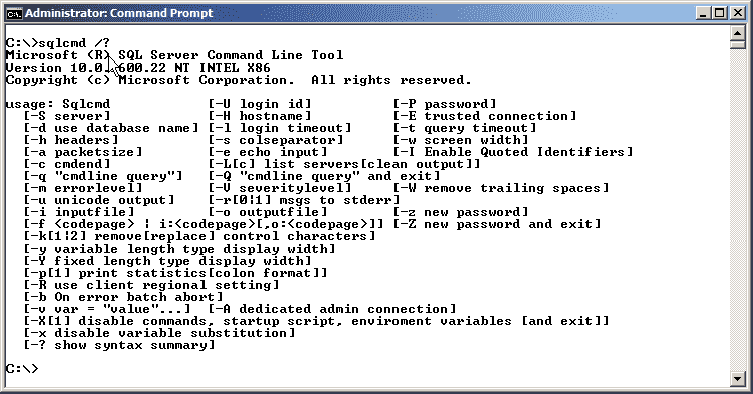 Administrator: Command Prompt
C:\>sqlcmd /?
Microsoft (R) SQL Server Command Line Tool
Version 10.0.1600.22 NT INTEL X86
Copyright (c) Microsoft Corporation.  All rights reserved.
usage: Sqlcmd            [-U login id]          [-P password]
  [-S server]            [-H hostname]          [-E trusted connection]
  [-d use database name] [-l login timeout]     [-t query timeout]
  [-h headers]           [-s colseparator]      [-w screen width]
  [-a packetsize]        [-e echo input]        [-I Enable Quoted Identifiers]
  [-c cmdend]            [-L[c] list servers[clean output]]
  [-q "cmdline query"]   [-Q "cmdline query" and exit]
  [-m errorlevel]        [-V severitylevel]     [-W remove trailing spaces]
  [-u unicode output]    [-r[0|1] msgs to stderr]
  [-i inputfile]         [-o outputfile]        [-z new password]
  [-f <codepage> | i:<codepage>[,o:<codepage>]] [-Z new password and exit]
  [-k[1|2] remove[replace] control characters]
  [-y variable length type display width]
  [-Y fixed length type display width]
  [-p[1] print statistics[colon format]]
  [-R use client regional setting]
  [-b On error batch abort]
  [-v var = "value"...]  [-A dedicated admin connection]
  [-X[1] disable commands, startup script, enviroment variables [and exit]]
  [-x disable variable substitution]
  [-? show syntax summary]
C:\>